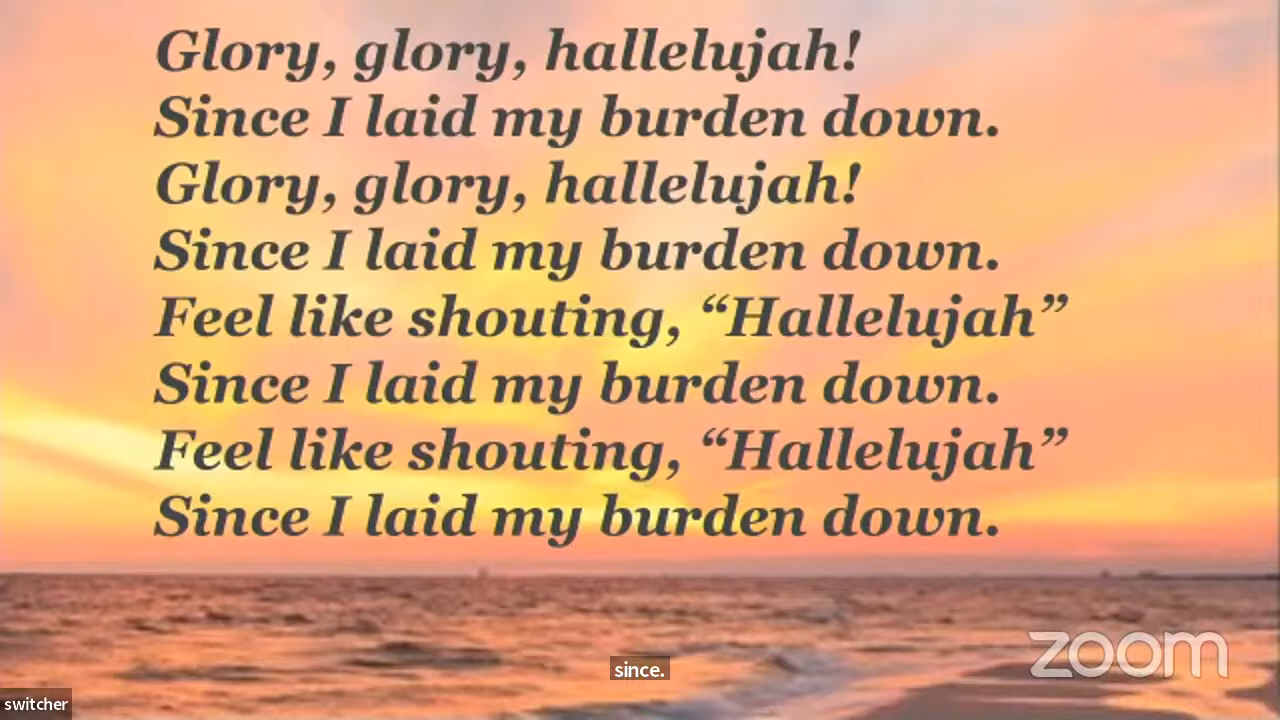 Glory, glory, hallelujah!
Since I laid my burden down.
Glory, glory, hallelujah!
Since I laid my burden down.
Feel like shouting, “Hallelujah”
Since I laid my burden down.
Feel like shouting, “Hallelujah”
Since I laid my burden down.
zoom
since.
switcher